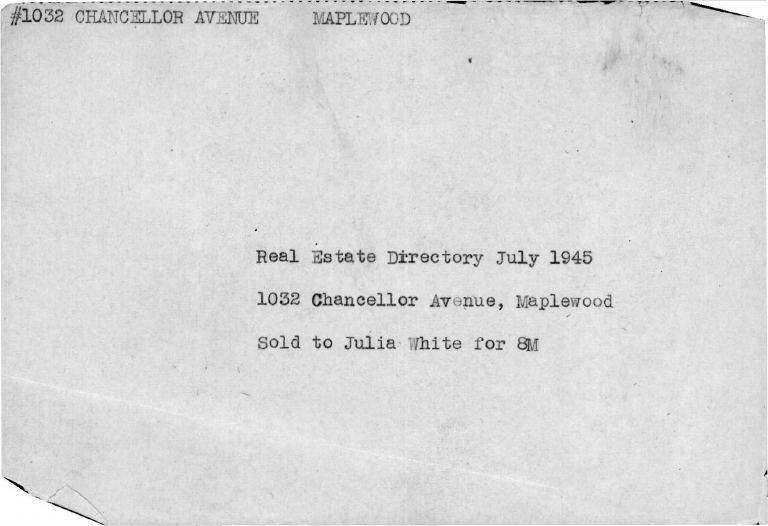 #1032 CHANCELLOR AVENUE MAPLEWOOD
Real Estate Directory July 1945
1032 Chancellor Avenue, Maplewood
Sold to Julia White for 8M